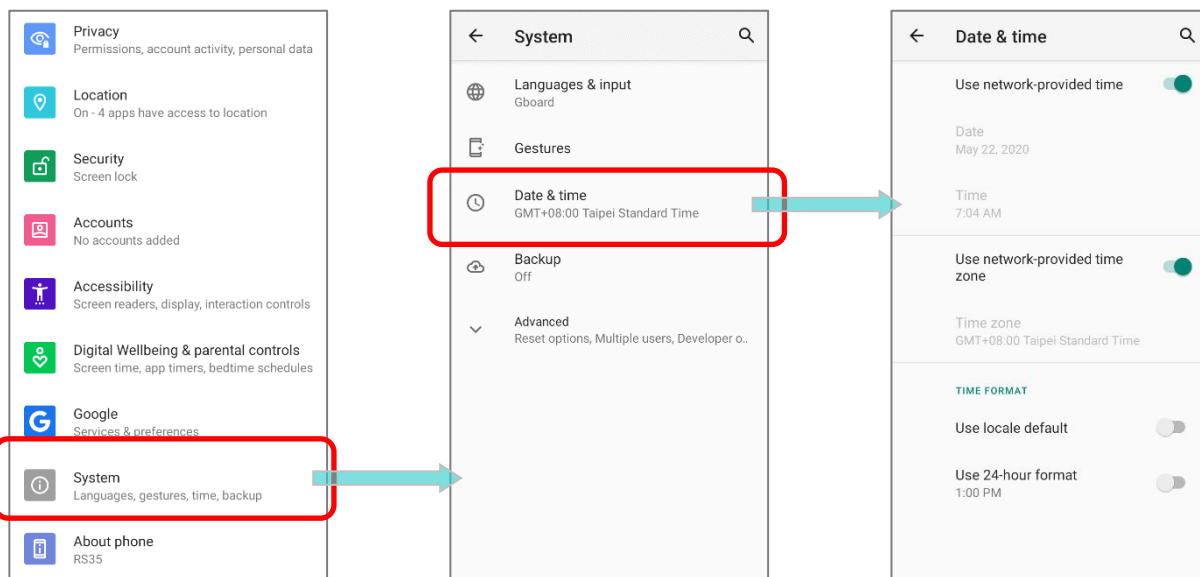 Privacy
Permissions, account activity, personal data
Location
On - 4 apps have access to location
Security
Screen lock
Accounts
No accounts added
Accessibility
Screen readers, display, interaction controls
Digital Wellbeing & parental controls
Screen time, app timers, bedtime schedules
Google
Services & preferences
System
Languages, gestures, time, backup
About phone
RS35
System
Languages & input
Gboard
Gestures
Date & time
GMT+08:00 Taipei Standard Time
Backup
Off
Advanced
Reset options, Multiple users, Developer o..
Date & time
Use network-provided time
Date
May 22, 2020
Time
7:04 AM
Use network-provided time
zone
Time zone
GMT+08:00 Taipei Standard Time
TIME FORMAT
Use locale default
Use 24-hour format
1:00 PM